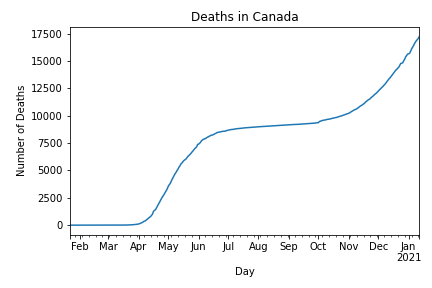 Deaths in Canada
17500
15000
12500
10000
7500
5000
2500
0
Number of Deaths
Feb Mar Apr May Jun Jul Aug Sep Oct Nov Dec Jan
2021
Day